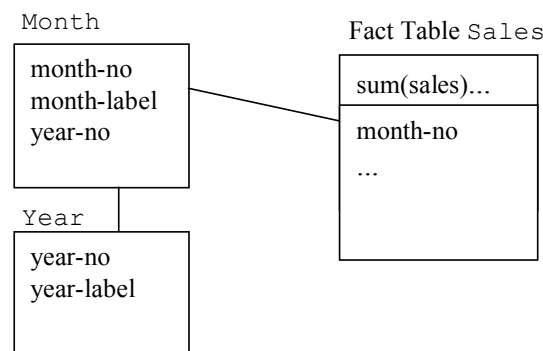 Month
month-no
month-label
year-no
Year
year-no
year-label
Fact Table Sales
sum(sales)...
month-no
...